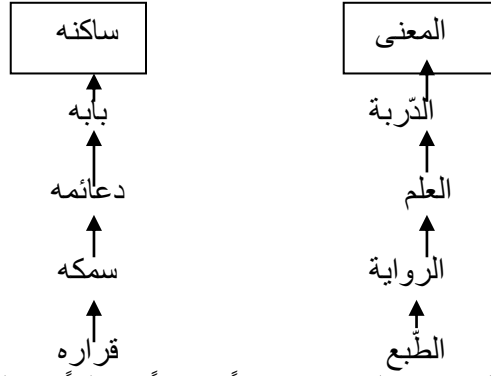 المعنى ساكنه
الدّربة بابه
العلم دعائمه
الرواية سمكه
الطّبع قراره